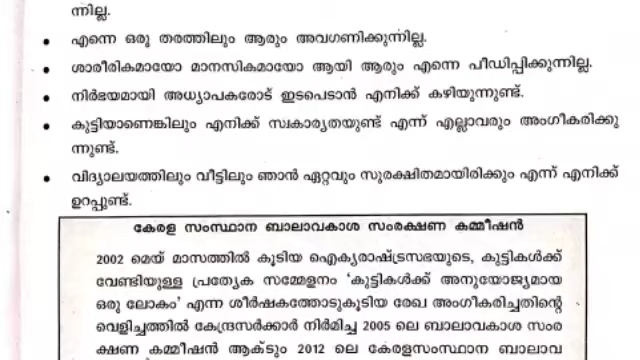 ന്നില്ല.
• എന്നെ ഒരു തരത്തിലും ആരും അവഗണിക്കുന്നില്ല.
• ശാരീരികമായോ മാനസികമായോ ആയി ആരും എന്നെ പീഡിപ്പിക്കുന്നില്ല.
• നിർഭയമായി അധ്യാപകരോട് ഇടപെടാൻ എനിക്ക് കഴിയുന്നുണ്ട്.
• കുട്ടിയാണെങ്കിലും എനിക്ക് സ്വകാര്യതയുണ്ട് എന്ന് എല്ലാവരും അംഗീകരിക്കു
ന്നുണ്ട്.
• വിദ്യാലയത്തിലും വീട്ടിലും ഞാൻ ഏറ്റവും സുരക്ഷിതമായിരിക്കും എന്ന് എനിക്ക്
ഉറപ്പുണ്ട്.
കേരള സംസ്ഥാന ബാലാവകാശ സംരക്ഷണ കമ്മീഷൻ
2002 മെയ് മാസത്തിൽ കൂടിയ ഐക്യരാഷ്ട്രസഭയുടെ, കുട്ടികൾക്ക്
വേണ്ടിയുള്ള പ്രത്യേക സമ്മേളനം 'കുട്ടികൾക്ക് അനുയോജ്യമായ
ഒരു ലോകം' എന്ന ശീർഷകത്തോടുകൂടിയ രേഖ അംഗീകരിച്ചതിന്റെ
വെളിച്ചത്തിൽ കേന്ദ്രസർക്കാർ നിർമിച്ച 2005 ലെ ബാലാവകാശ സംര
ക്ഷണ കമ്മീഷൻ ആക്ടും 2012 ലെ കേരളസംസ്ഥാന ബാലാവ